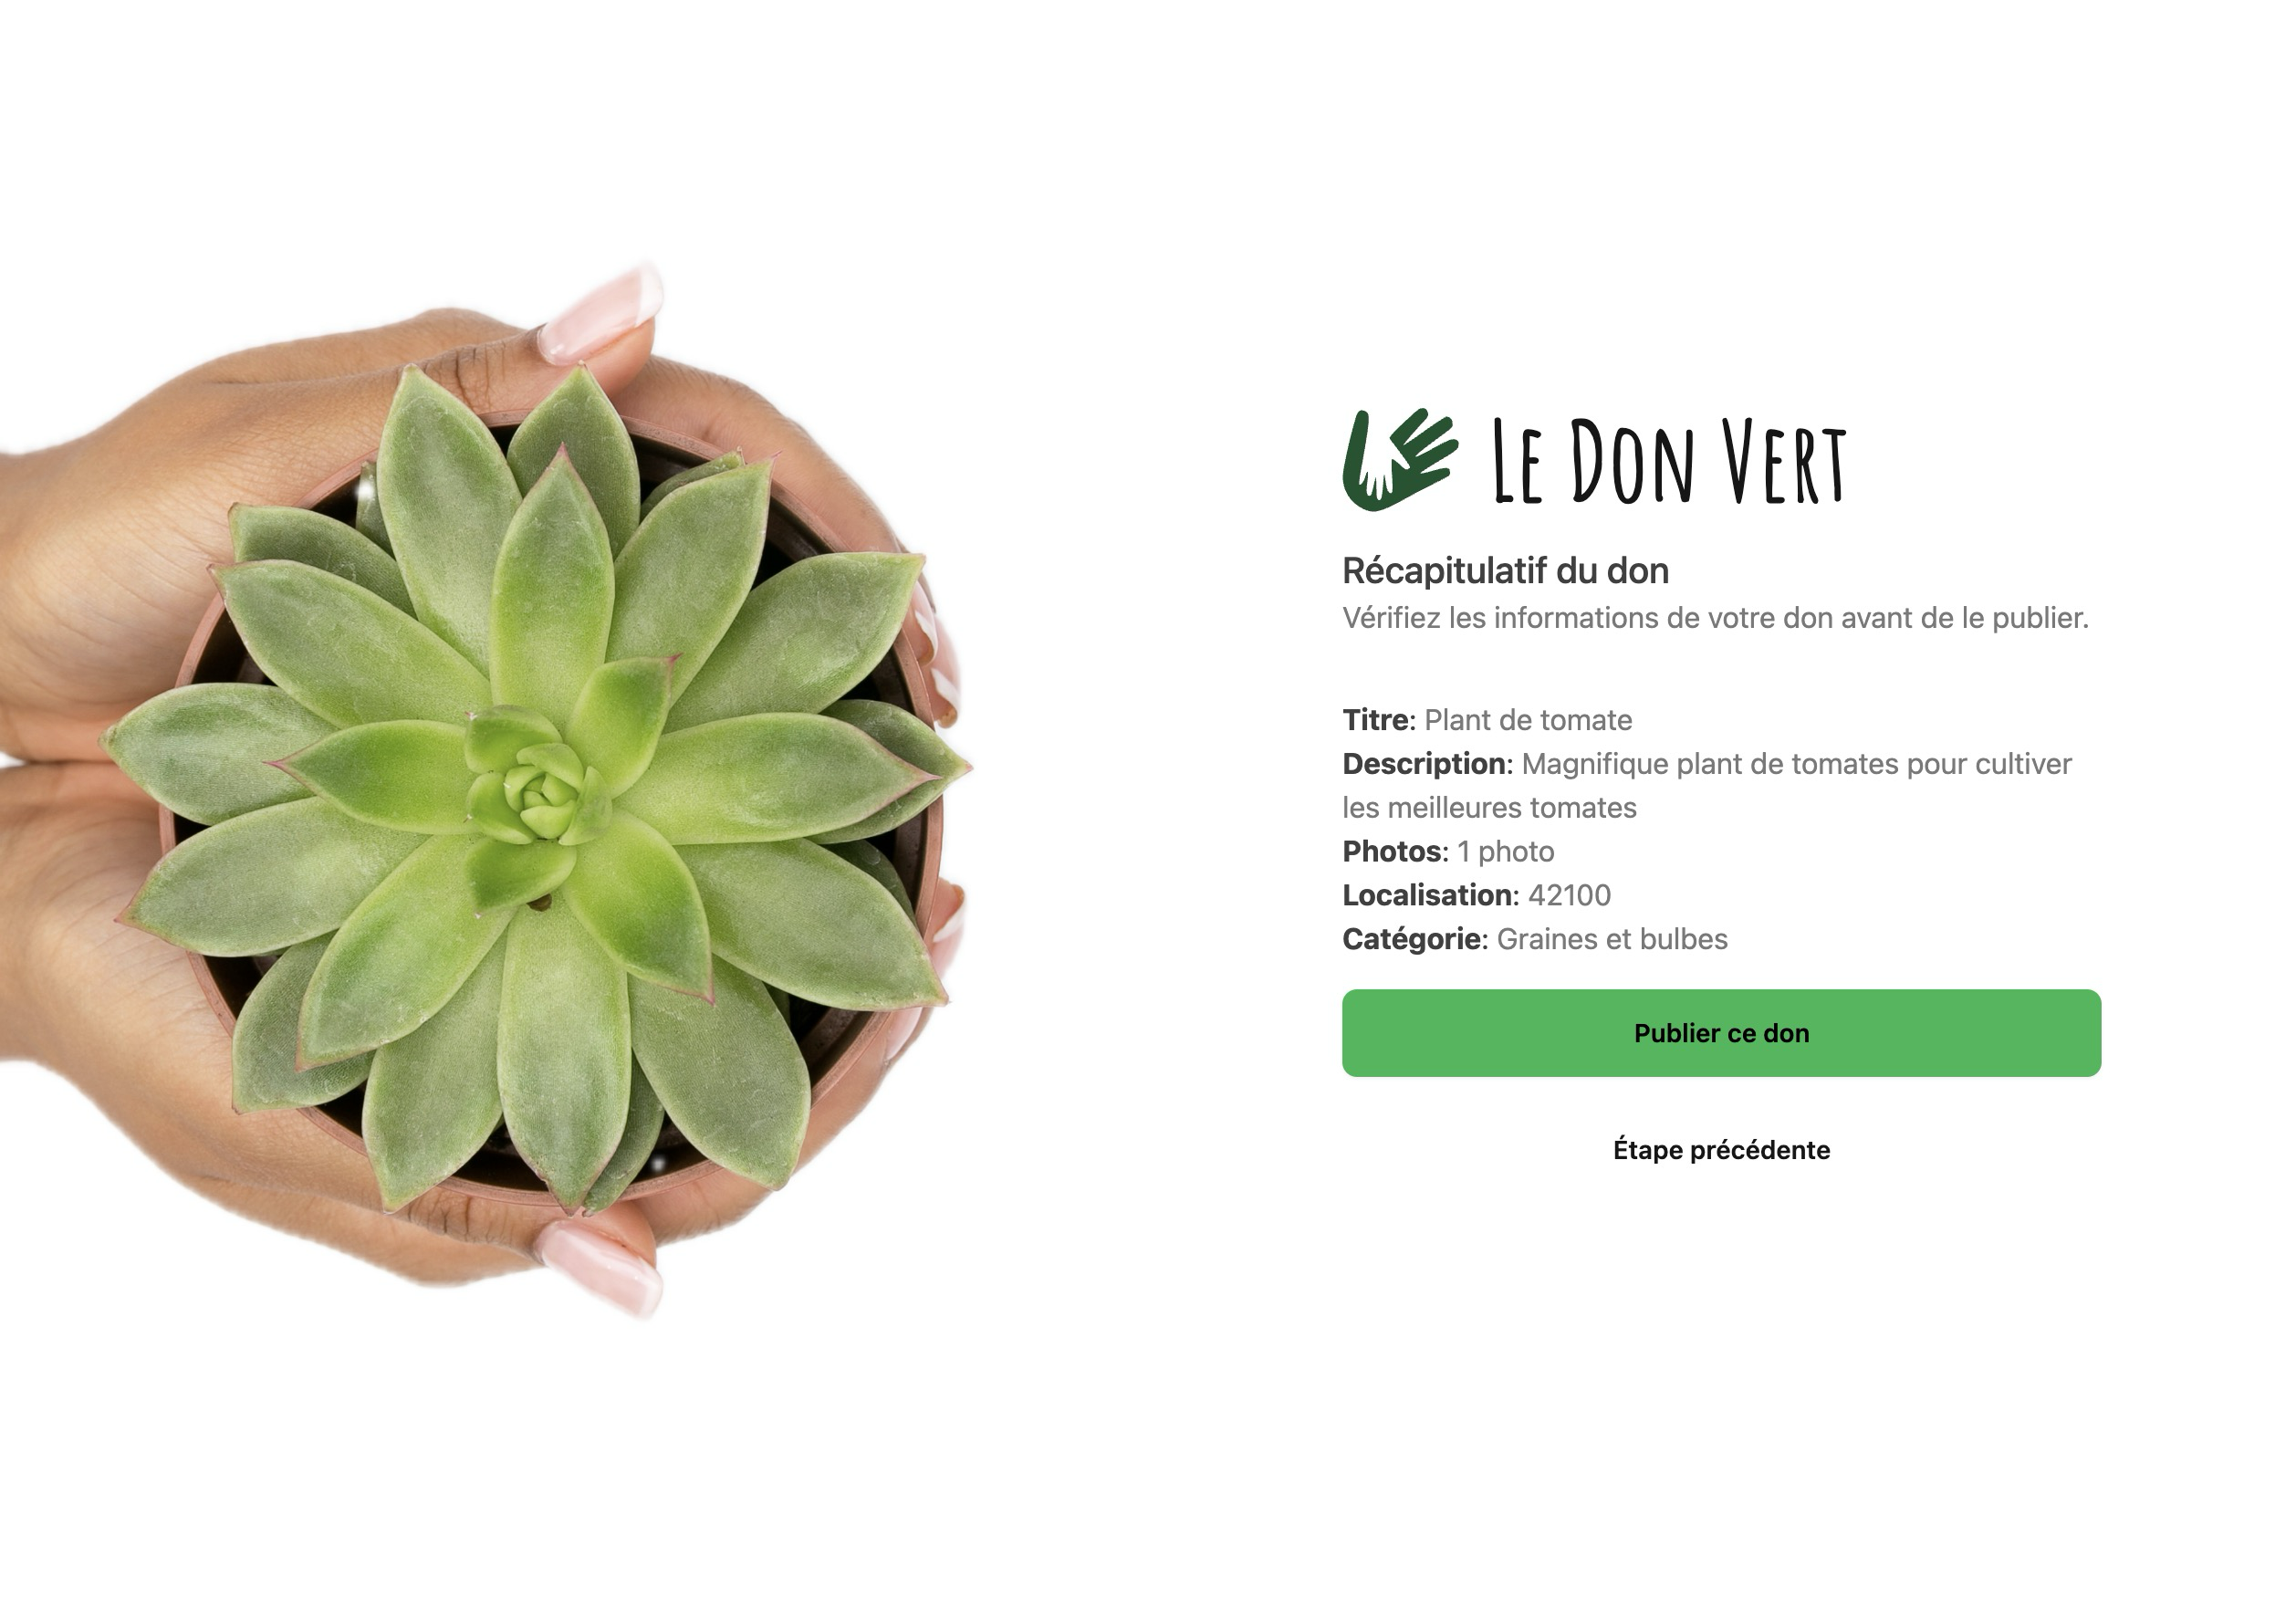 LE DON VERT
Récapitulatif du don
Vérifiez les informations de votre don avant de le publier.
Titre: Plant de tomate
Description: Magnifique plant de tomates pour cultiver
les meilleures tomates
Photos: 1 photo
Localisation: 42100
Catégorie: Graines et bulbes
Publier ce don
Étape précédente